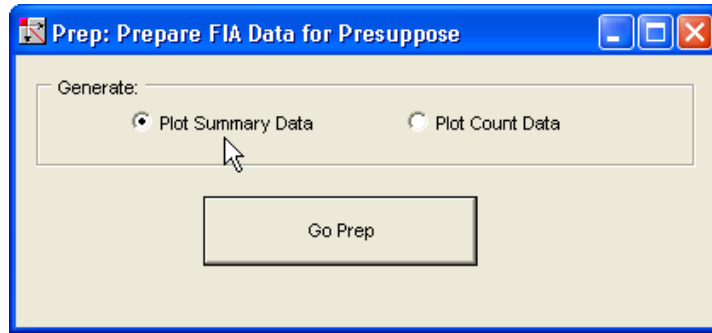 Prep: Prepare FIA Data for Presuppose
Generate:
Plot Summary Data Plot Count Data
Go Prep